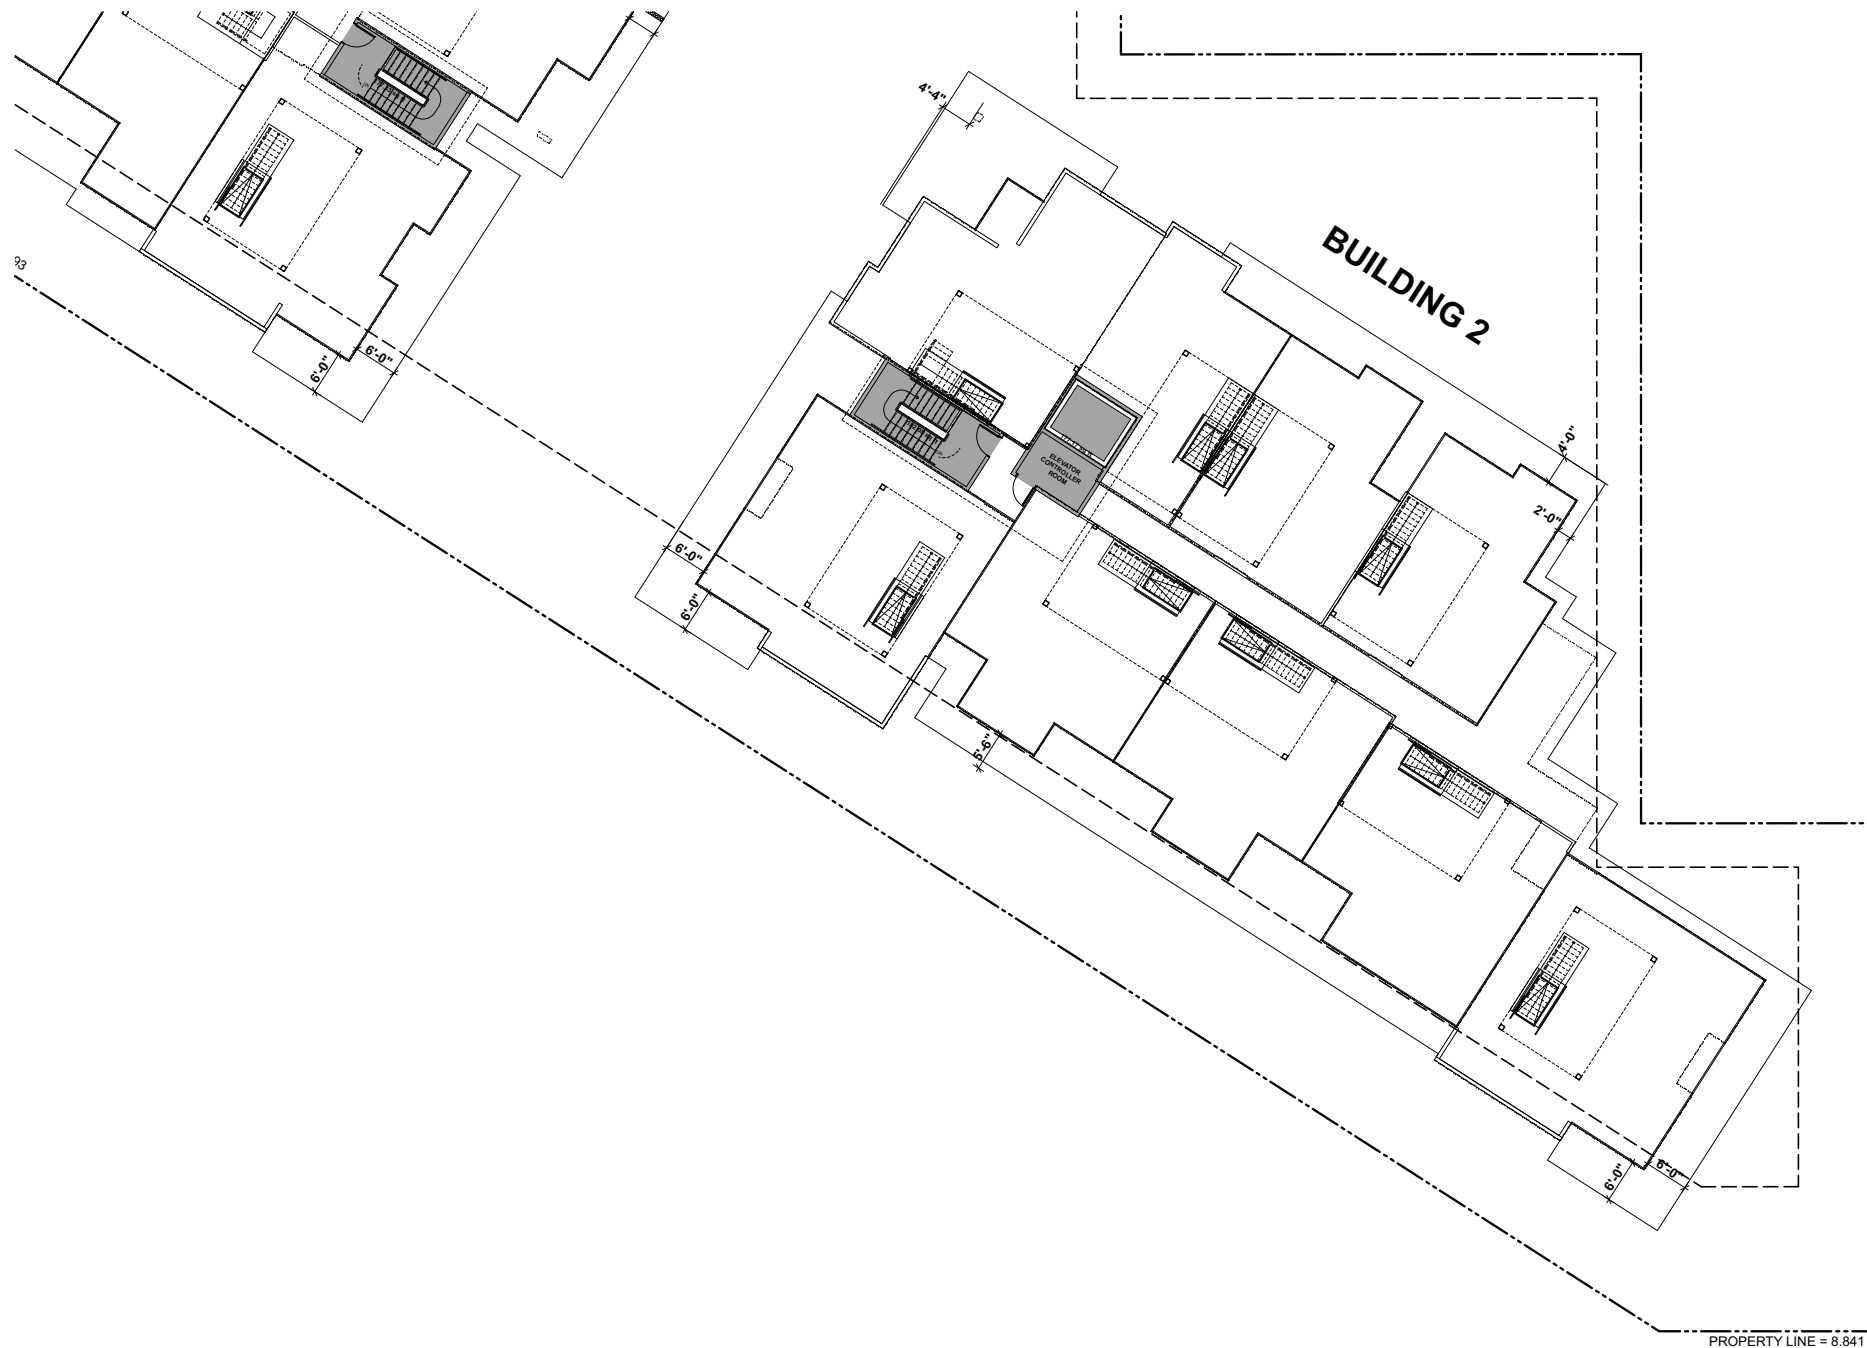 4'-4"
BUILDING 2
93
6'-0"
6'-0"
4'-0"
2'-0"
ELEVATOR
CONTROLLER
ROOM
6'-0"
6'-0"
5'-6"
6'-0"
6'-0"
PROPERTY LINE = 8.841